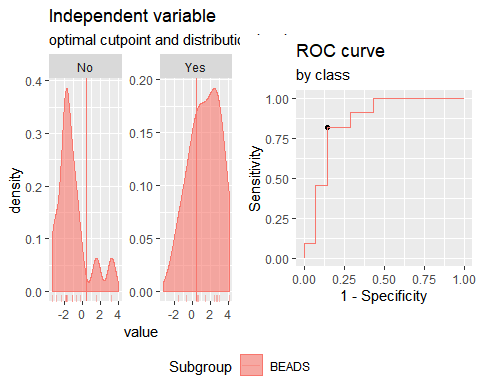 Independent variable
optimal cutpoint and distribution
No
Yes
0.4
0.3
0.2
0.1
0.0
0.20
0.15
0.10
0.05
0.00
density
-2 0 2 4
-2 0 2 4
value
ROC curve
by class
1.00
0.75
0.50
0.25
0.00
Sensitivity
0.00 0.25 0.50 0.75 1.00
1 - Specificity
Subgroup BEADS